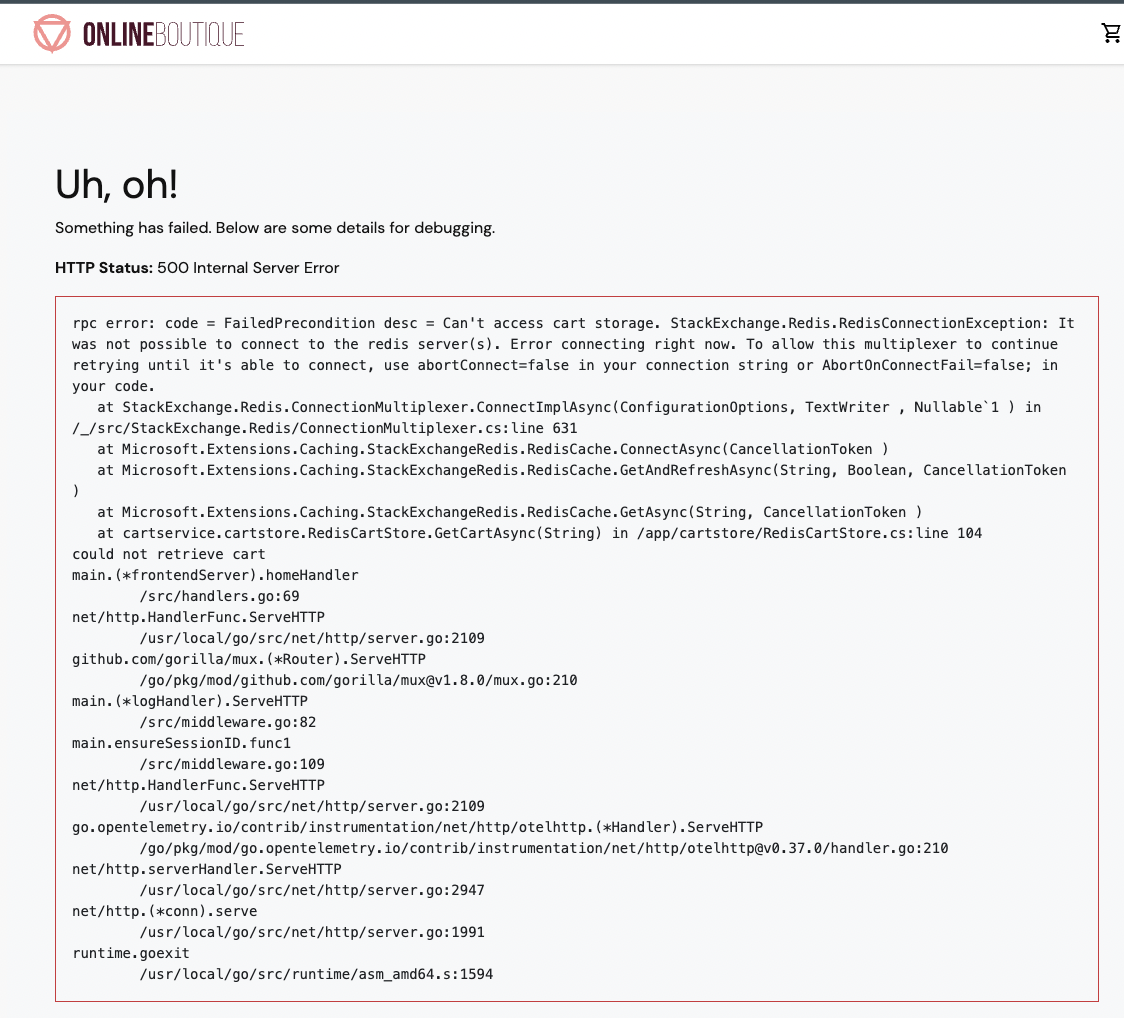 ONLINEBOUTIQUE
Uh, oh!
Something has failed. Below are some details for debugging.
HTTP Status: 500 Internal Server Error
rpc error: code = FailedPrecondition desc = Can't access cart storage. StackExchange.Redis.RedisConnectionException: It
was not possible to connect to the redis server(s). Error connecting right now. To allow this multiplexer to continue
retrying until it's able to connect, use abortConnect=false in your connection string or AbortOnConnectFail=false; in
your code.
   at StackExchange.Redis.ConnectionMultiplexer.ConnectImplAsync(ConfigurationOptions, TextWriter , Nullable`1 ) in
/_/src/StackExchange.Redis/ConnectionMultiplexer.cs:line 631
   at Microsoft.Extensions.Caching.StackExchangeRedis.RedisCache.ConnectAsync(CancellationToken )
   at Microsoft.Extensions.Caching.StackExchangeRedis.RedisCache.GetAndRefreshAsync(String, Boolean, CancellationToken
)
   at Microsoft.Extensions.Caching.StackExchangeRedis.RedisCache.GetAsync(String, CancellationToken )
   at cartservice.cartstore.RedisCartStore.GetCartAsync(String) in /app/cartstore/RedisCartStore.cs:line 104
could not retrieve cart
main.(*frontendServer).homeHandler
        /src/handlers.go:69
net/http.HandlerFunc.ServeHTTP
        /usr/local/go/src/net/http/server.go:2109
github.com/gorilla/mux.(*Router).ServeHTTP
        /go/pkg/mod/github.com/gorilla/mux@v1.8.0/mux.go:210
main.(*logHandler).ServeHTTP
        /src/middleware.go:82
main.ensureSessionID.func1
        /src/middleware.go:109
net/http.HandlerFunc.ServeHTTP
        /usr/local/go/src/net/http/server.go:2109
go.opentelemetry.io/contrib/instrumentation/net/http/otelhttp.(*Handler).ServeHTTP
        /go/pkg/mod/go.opentelemetry.io/contrib/instrumentation/net/http/otelhttp@v0.37.0/handler.go:210
net/http.serverHandler.ServeHTTP
        /usr/local/go/src/net/http/server.go:2947
net/http.(*conn).serve
        /usr/local/go/src/net/http/server.go:1991
runtime.goexit
        /usr/local/go/src/runtime/asm_amd64.s:1594